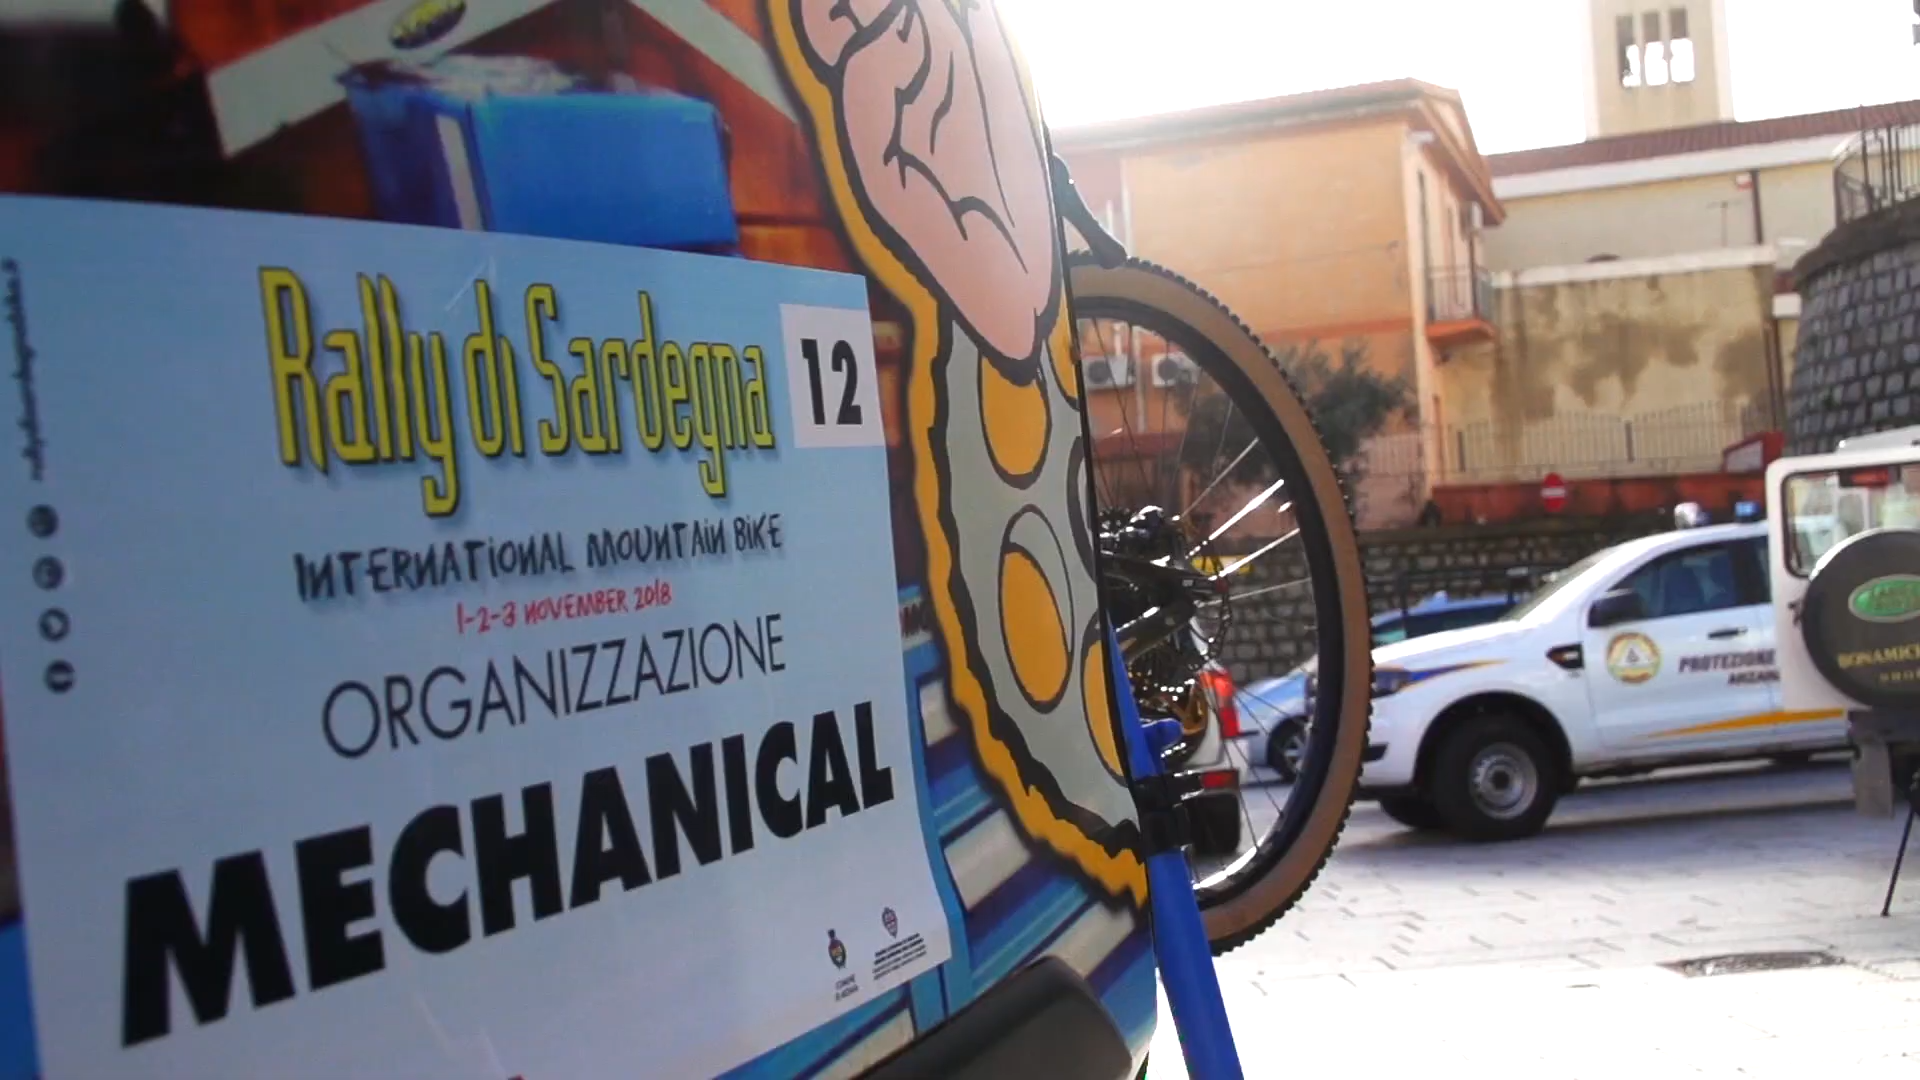 Rally di Sardegna
12
INTERNATIONAL MOUNTAIN BIKE
1-2-3 NOVEMBER 2018
ORGANIZZAZIONE
MECHANICAL
PROTEZIONE